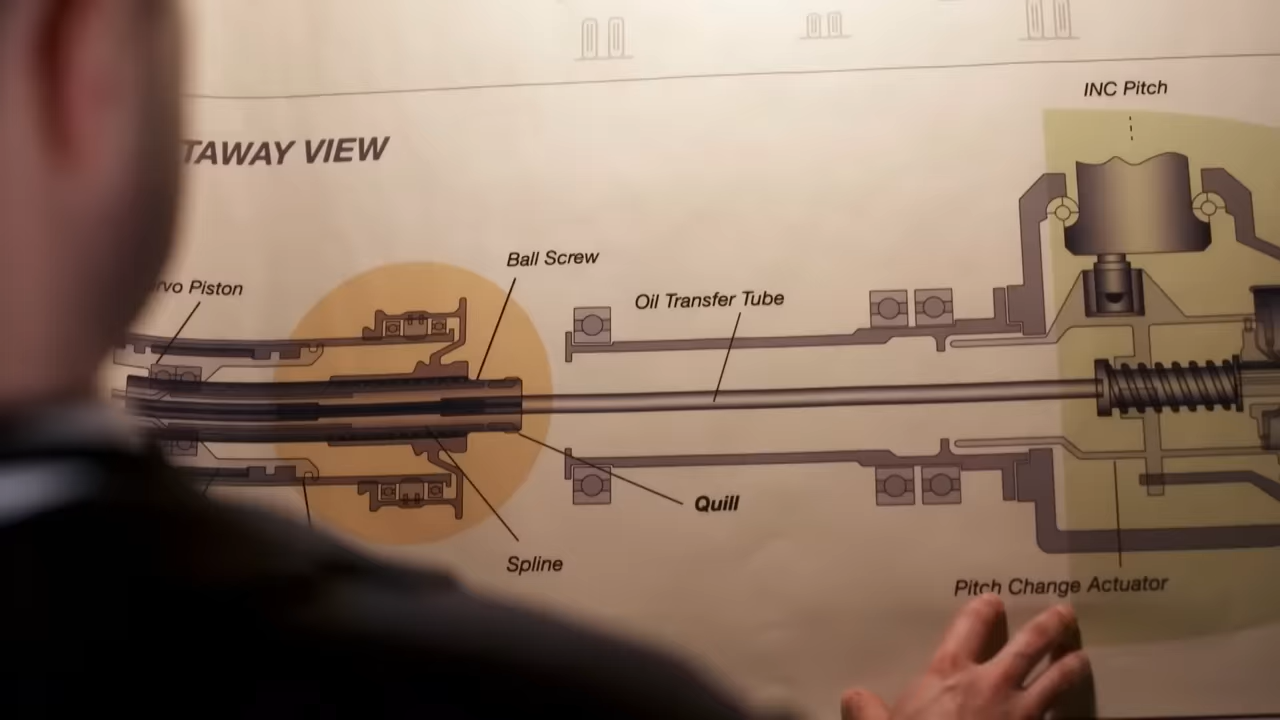 TAWAY VIEW
INC Pitch
Ball Screw
rvo Piston
Oil Transfer Tube
Quill
Spline
Pitch Change Actuator